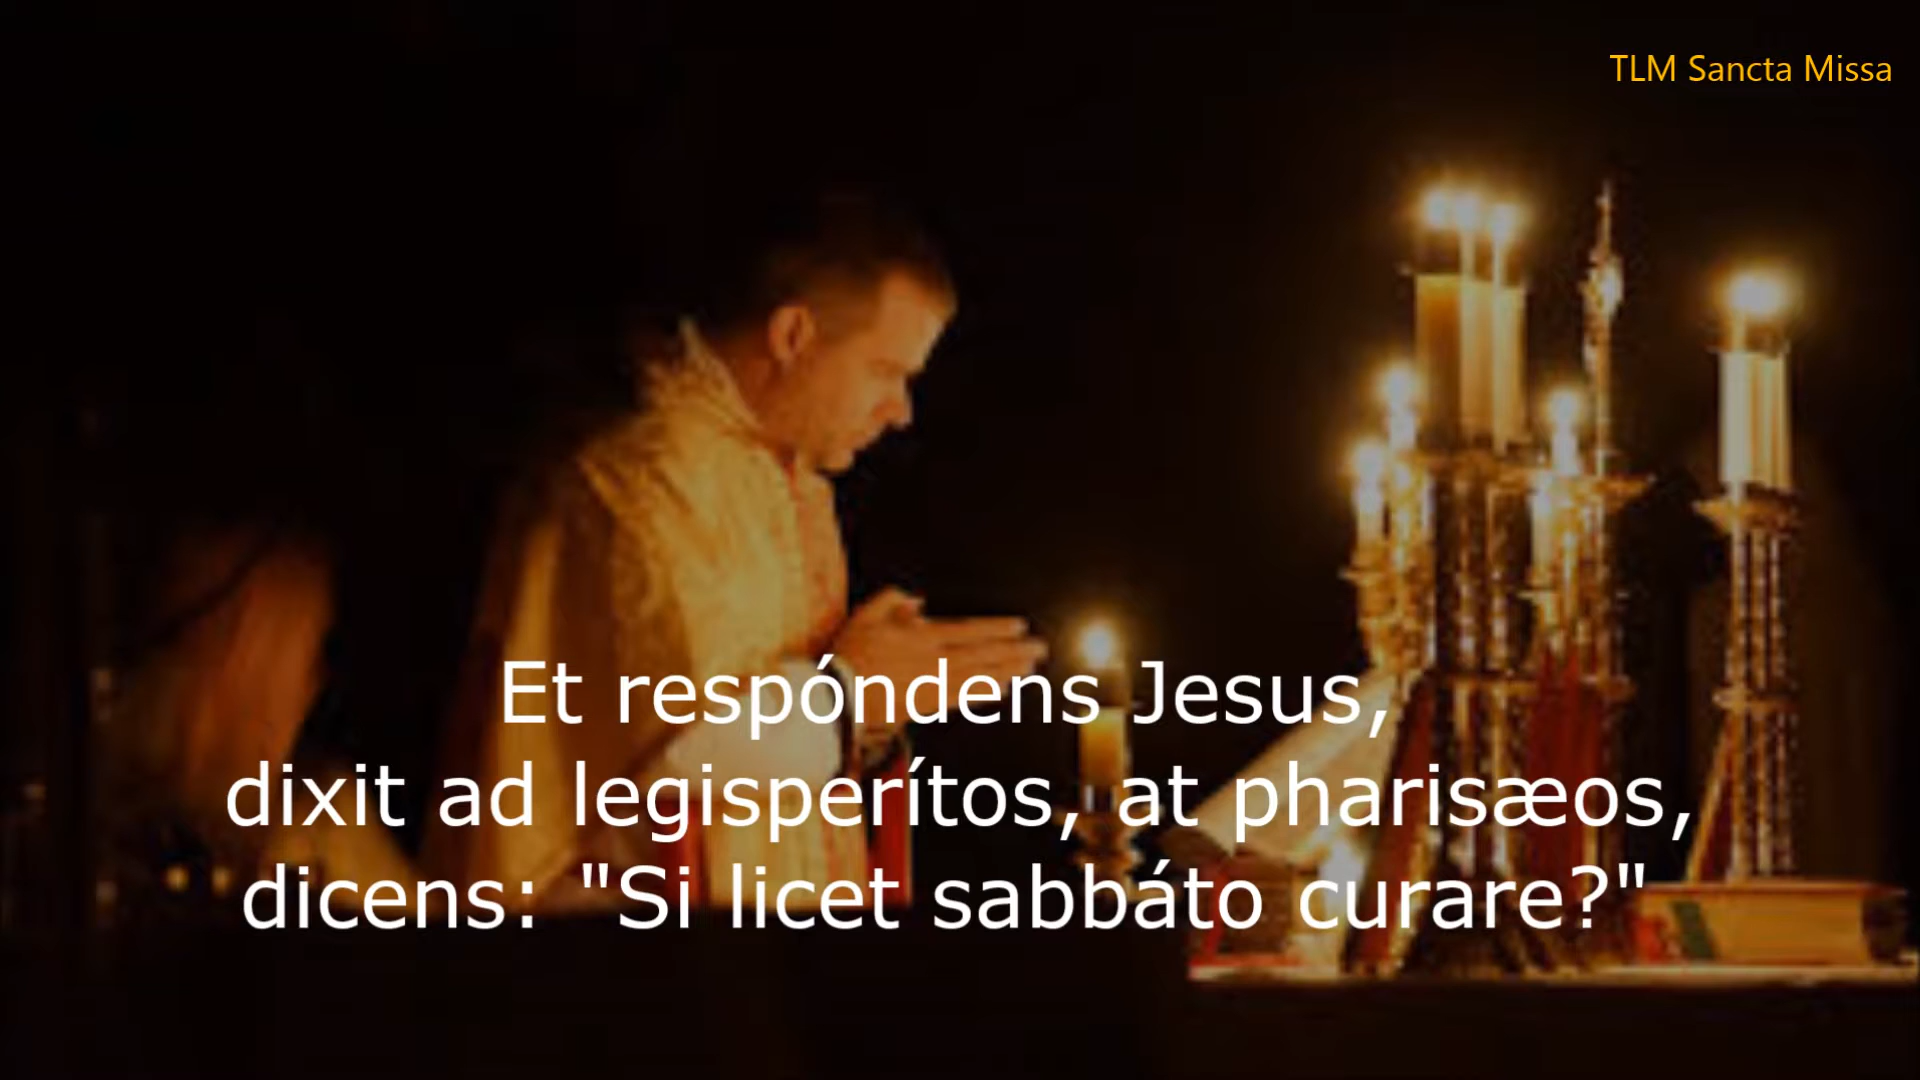 TLM Sancta Missa
Et respóndens Jesus,
dixit ad legisperítos, at pharisæos,
dicens: "Si licet sabbáto curare?"